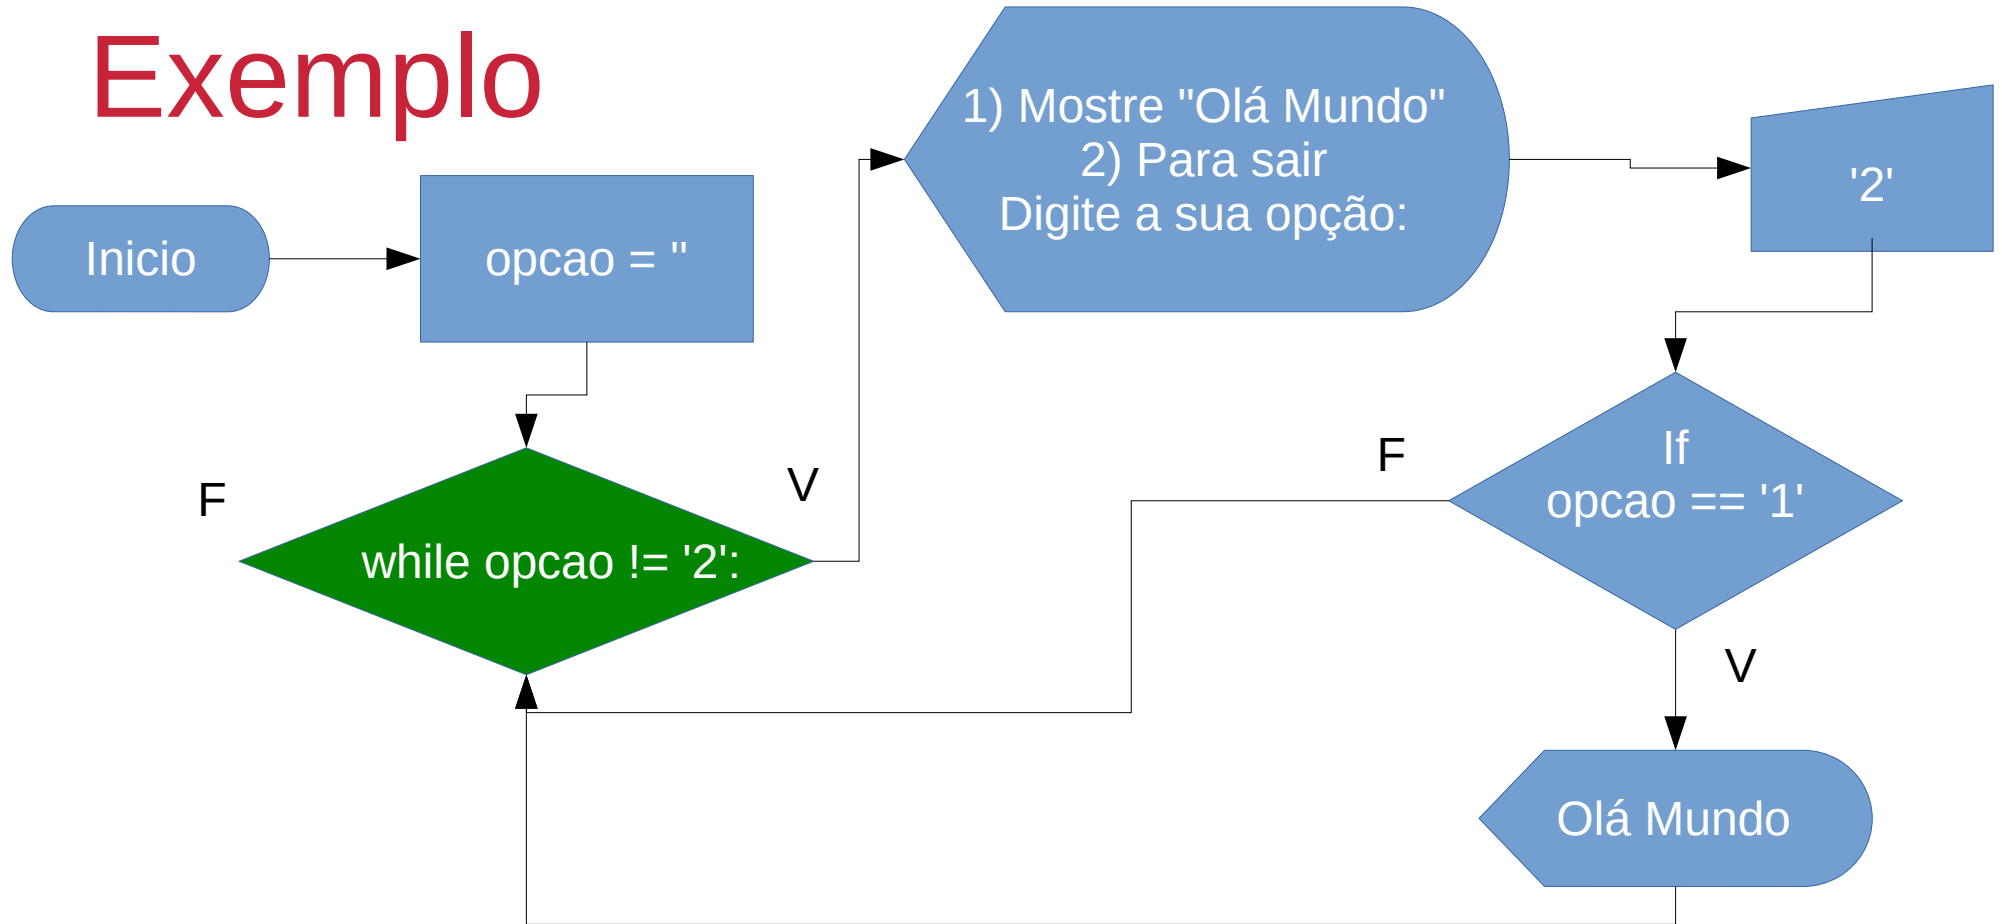 Exemplo
Inicio
opcao = ''
1) Mostre "Olá Mundo"
2) Para sair
Digite a sua opção:
'2'
F
while opcao != '2':
V
F
If
opcao == '1'
V
Olá Mundo